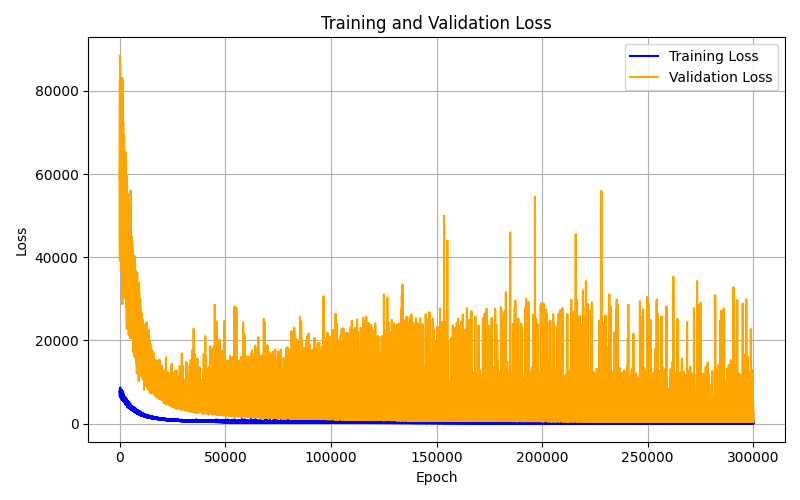 Training and Validation Loss
Training Loss
Validation Loss
80000
60000
40000
20000
0
Loss
0 50000 100000 150000 200000 250000 300000
Epoch